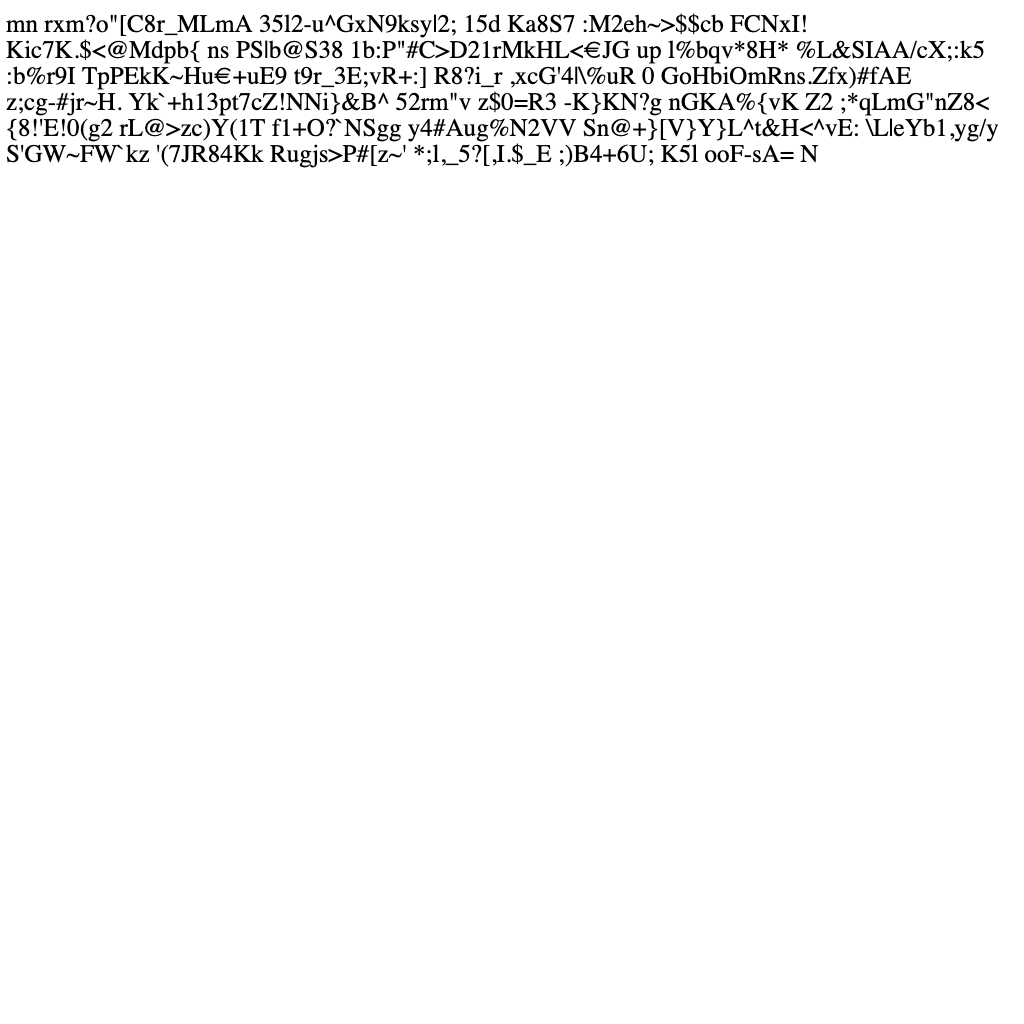 mn rxm?o"[C8r_MLmA 35l2-u^GxN9ksy|2; 15d Ka8S7 :M2eh~>$$cb FCNxI!
Kic7K.$<@Mdpb{ ns PS|b@S38 1b:P"#C>D21rMkHL<€JG up l%bqv*8H* %L&SIAA/cX;:k5
:b%r9I TpPEkK~Hu€+uE9 t9r_3E;vR+:] R8?i_r ,xcG'4|\%uR 0 GoHbiOmRns.Zfx)#fAE
z;cg-#jr~H. Yk`+h13pt7cZ!NNi}&B^ 52rm"v z$0=R3 -K}KN?g nGKA%{vK Z2 ;*qLmG"nZ8<
{8!'E!0(g2 rL@>zc)Y(1T f1+O?`NSgg y4#Aug%N2VV Sn@+}[V}Y}L^t&H<^vE: \L|eYb1,yg/y
S'GW~FW`kz '(7JR84Kk Rugjs>P#[z~' *;l,_5?[,I.$_E ;)B4+6U; K5l ooF-sA= N